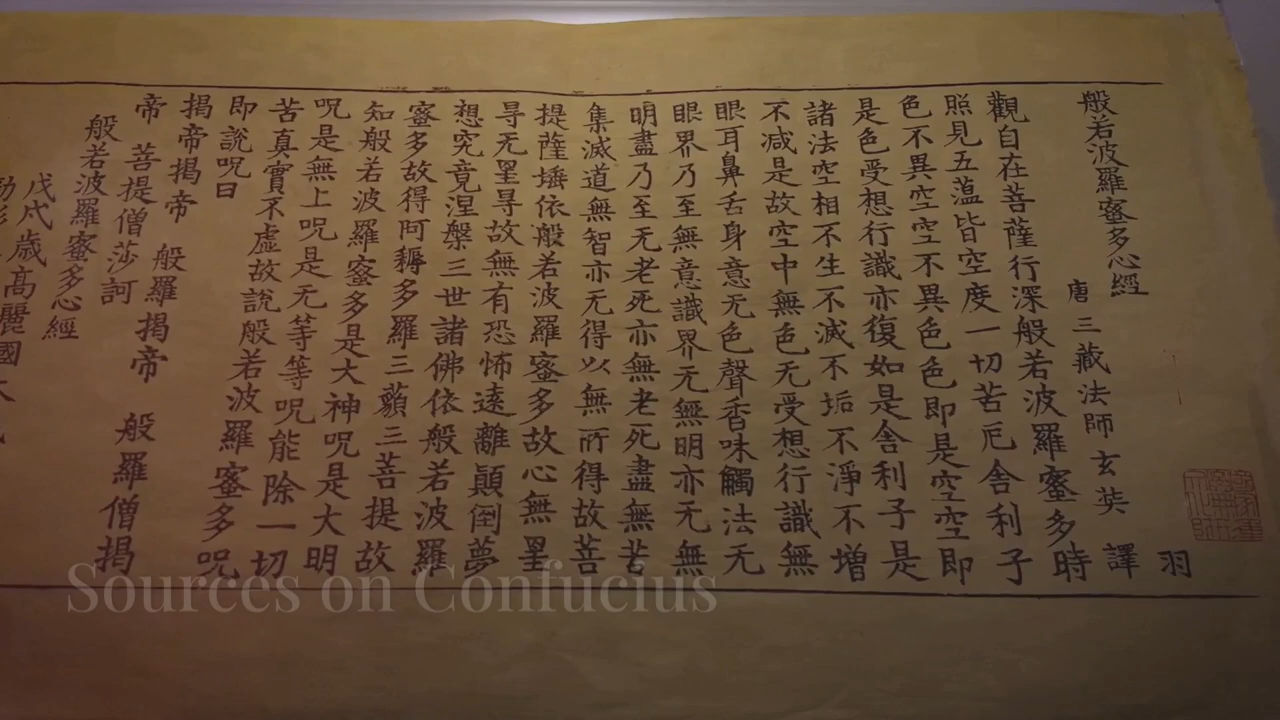 羽
般若波羅蜜多心經
唐三藏法師玄奘 譯
觀自在菩薩行深般若波羅蜜多時
照見五蕰皆空度一切苦厄舍利子
色不異空空不異色色即是空空即
是色受想行識亦復如是舍利子是
諸法空相不生不滅不垢不淨不增
不减是故空中無色无受想行識無
眼耳鼻舌身意无色聲香味觸法无
眼界乃至無意識界无無明亦无無
明盡乃至无老死亦無老死盡無苦
集滅道無智亦无得以無所得故菩
提薩埵依般若波羅蜜多故心無罣
㝵无罣㝵故無有恐怖遠離顛倒夢
想究竟涅槃三世諸佛依般若波羅
蜜多故得阿耨多羅三藐三菩提故
知般若波羅蜜多是大神呪是大明
呪是無上呪是无等等呪能除一切
苦真實不虛故說般若波羅蜜多呪
即說呪曰
揭帝揭帝 般羅揭帝 般羅僧揭
帝 菩提僧莎訶
般若波羅蜜多心經
戊戌歲高麗國大
Sources on Confucius